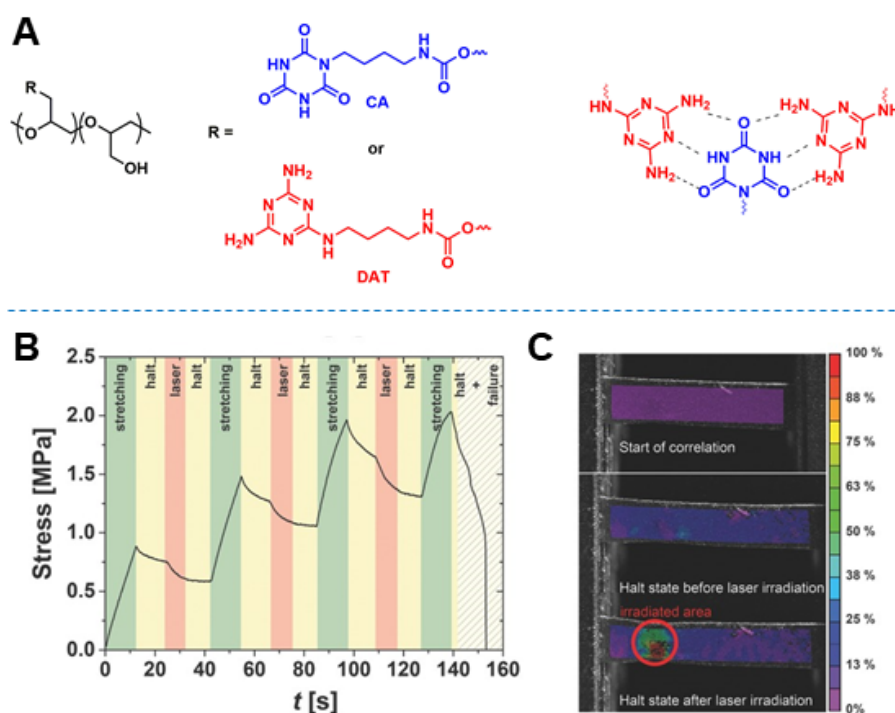 A
R
O
O
n
OH
R =
O
HN
N
H
N
O
O
O
N
H
O
CA
or
NH2
N
N
H2N
N
N
H
H
N
O
O
DAT
HN
NH2
N
N
N
NH2
O
HN
NH
O
N
O
H2N
N
N
N
NH
H2N
B
C
Stress [MPa]
2.5
2.0
1.5
1.0
0.5
0.0
stretching
halt
laser
halt
stretching
halt
laser
halt
stretching
halt
laser
halt
stretching
halt
+
failure
0 20 40 60 80 100 120 140 160
t [s]
Start of correlation
Halt state before laser irradiation
irradiated area
Halt state after laser irradiation
100 %
88 %
75 %
63 %
50 %
38 %
25 %
13 %
0%